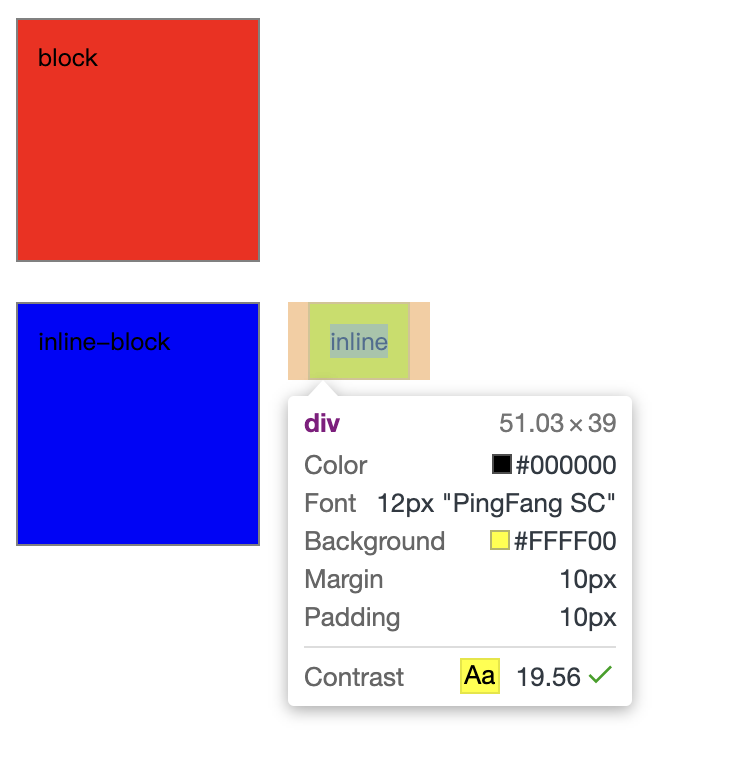 block
inline-block
inline
div 51.03 × 39
Color #000000
Font 12px "PingFang SC"
Background #FFFF00
Margin 10px
Padding 10px
Contrast Aa 19.56